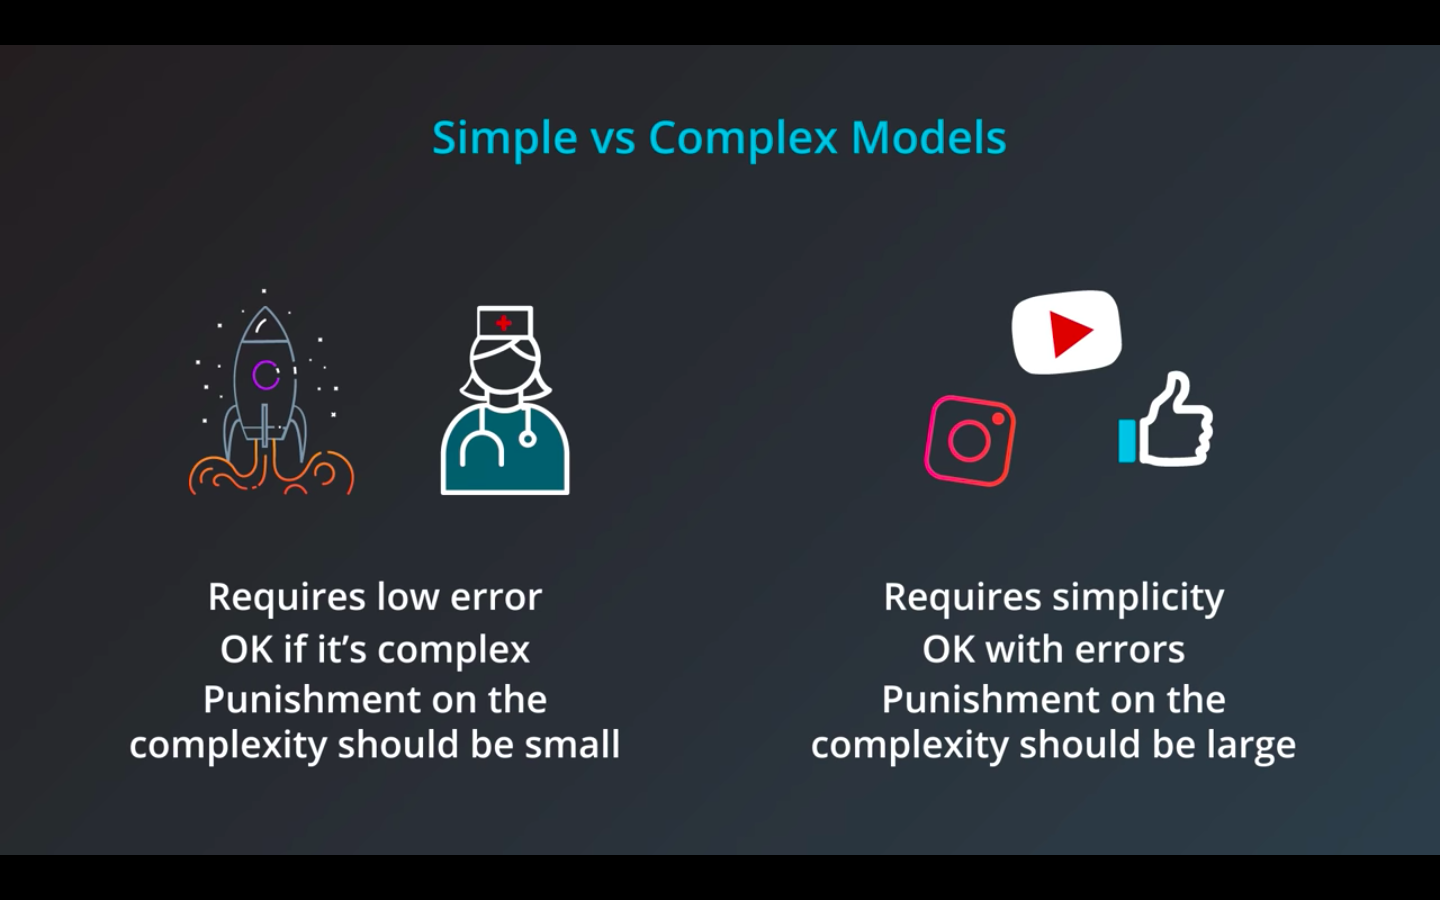 Simple vs Complex Models
Requires low error
OK if it’s complex
Punishment on the
complexity should be small
Requires simplicity
OK with errors
Punishment on the
complexity should be large